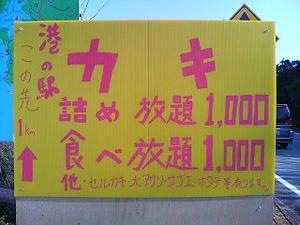 港の駅
この先
1km
カキ
詰め放題1,000
食べ放題1,000
他・セルカキ・大アサリ・サザエ・ホタテ等有ります。